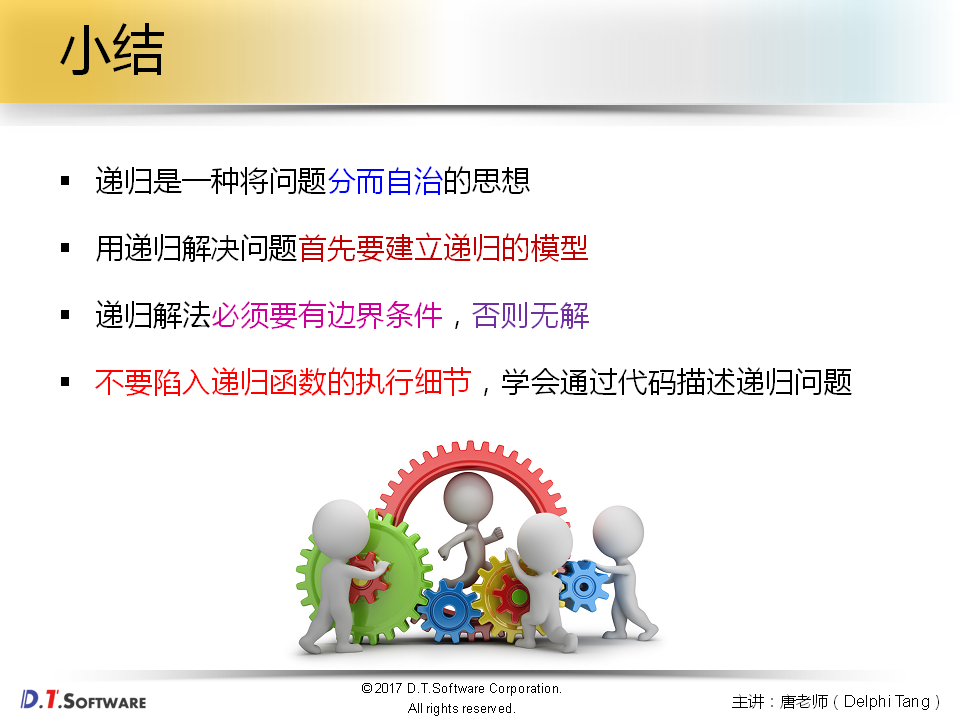 小结
▪ 递归是一种将问题分而自治的思想
▪ 用递归解决问题首先要建立递归的模型
▪ 递归解法必须要有边界条件，否则无解
▪ 不要陷入递归函数的执行细节，学会通过代码描述递归问题
D.T.SOFTWARE
©2017 D.T.Software Corporation.
All rights reserved.
主讲：唐老师（Delphi Tang）